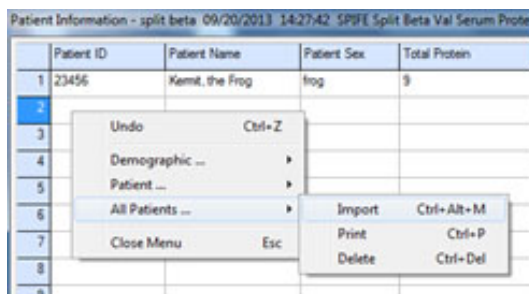 Patient Information - split beta 09/20/2013 14:27:42 SPIFE Split Beta Val Serum Prote
Patient ID Patient Name Patient Sex Total Protein
1 23456 Kermit, the Frog frog 9
2
3
4
5
6
7
8
Undo Ctrl+Z
Demographic ...
Patient ...
All Patients ...
Close Menu Esc
Import Ctrl+Alt+M
Print Ctrl+P
Delete Ctrl+Del